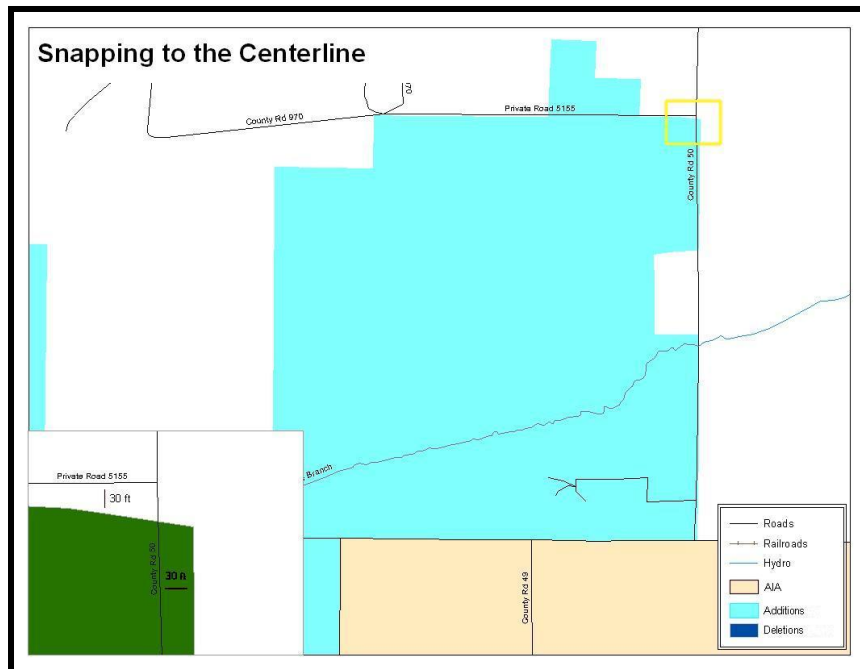 Snapping to the Centerline
Private Road 5155
County Rd 970
970
County Rd 50
Branch
Private Road 5155
30 ft
County Rd 50
30 ft
County Rd 49
Roads
Railroads
Hydro
AIA
Additions
Deletions